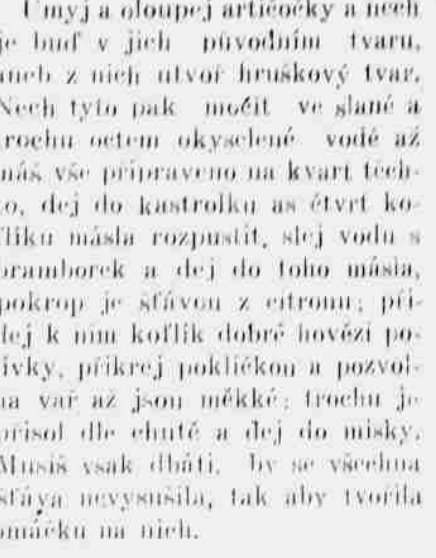 Umyj a oloupej artičočky a nech
je buď v jich původním tvaru,
aneb z nich utvoř hruškový tvar.
Nech tyto pak močit ve slané a
trochu octem okyselené vodě až
máš vše připraveno na kvart těch-
to, dej do kastrolku as čtvrt ko-
flíku másla rozpustit, slej vodu s
bramborek a dej do toho másla,
pokrop je šťávou z citronu; při-
dej k nim koflík dobré hovězí po-
lívky, přikrej pokličkou a pozvol-
na vař až jsou měkké; trochu je
přisol dle chutě a dej do misky.
Musíš však dbáti, by se všechna
šťáva nevysušila, tak aby tvořila
omáčku na nich.